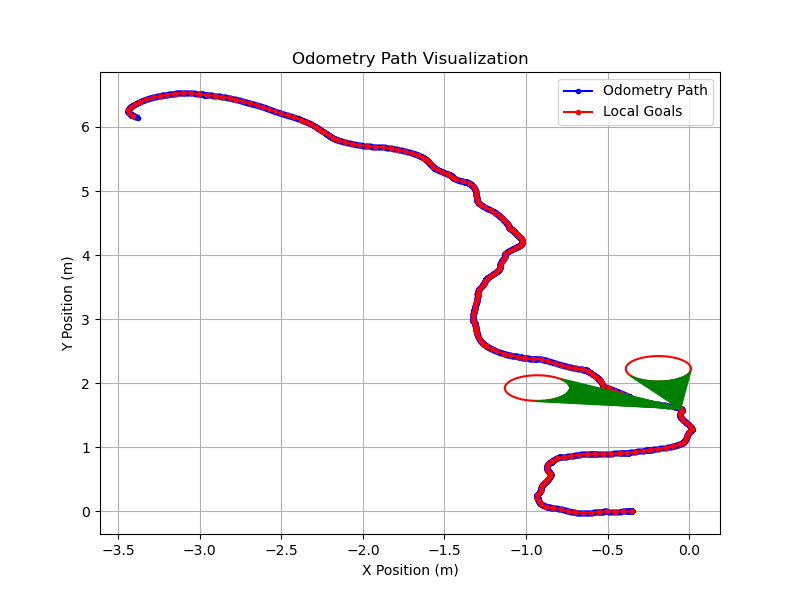 Odometry Path Visualization
Odometry Path
Local Goals
Y Position (m)
6
5
4
3
2
1
0
−3.5 −3.0 −2.5 −2.0 −1.5 −1.0 −0.5 0.0
X Position (m)